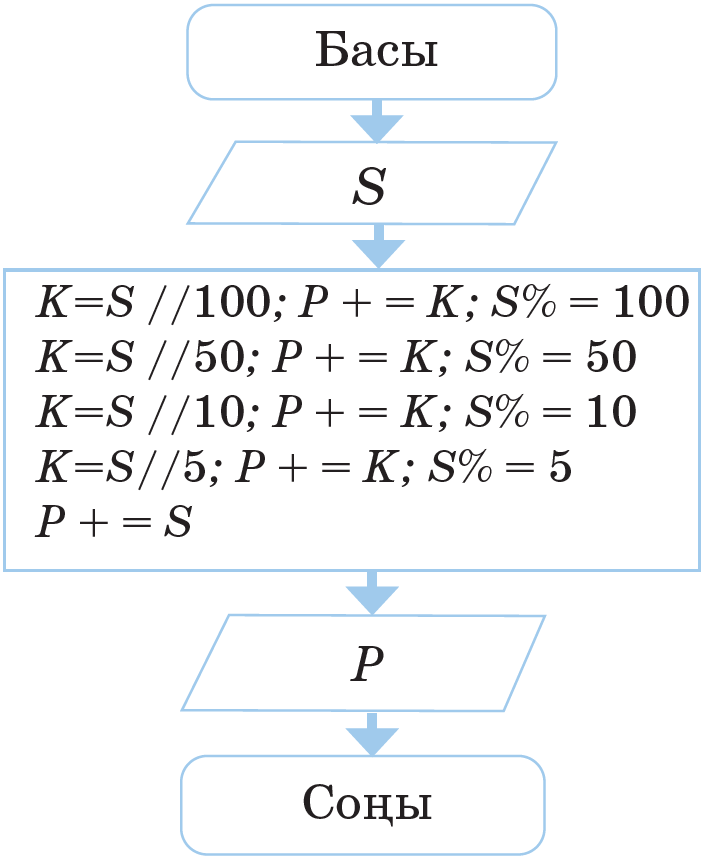 Басы
S
K=S //100; P + = K; S% = 100
K=S //50; P + = K; S% = 50
K=S //10; P + = K; S% = 10
K=S//5; P + = K; S% = 5
P + = S
P
Соңы